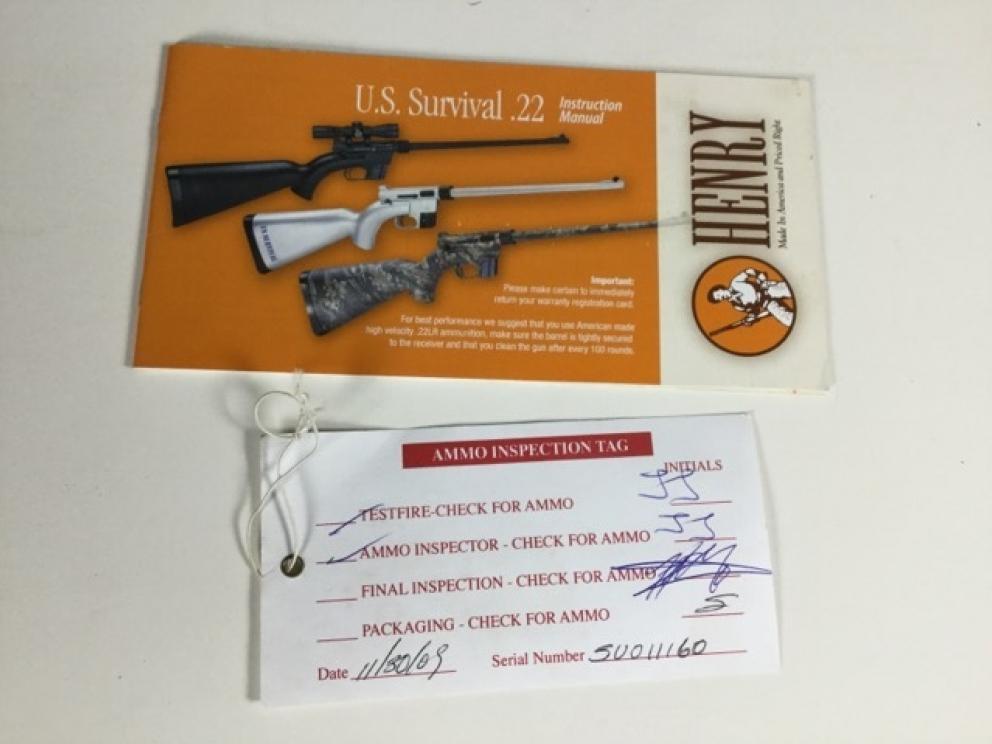 U.S. Survival .22 Instruction Manual
HENRY
Made In America and Priced Right
US SURVIVAL
Important:
Please make certain to immediately
return your warranty registration card.
For best performance we suggest that you use American made
high velocity .22LR ammunition, make sure the barrel is tightly secured
to the receiver and that you clean the gun after every 100 rounds.
AMMO INSPECTION TAG
INITIALS
TESTFIRE-CHECK FOR AMMO JJ
AMMO INSPECTOR - CHECK FOR AMMO JJ
FINAL INSPECTION - CHECK FOR AMMO
PACKAGING - CHECK FOR AMMO S
Date 11/30/09 Serial Number SU011160